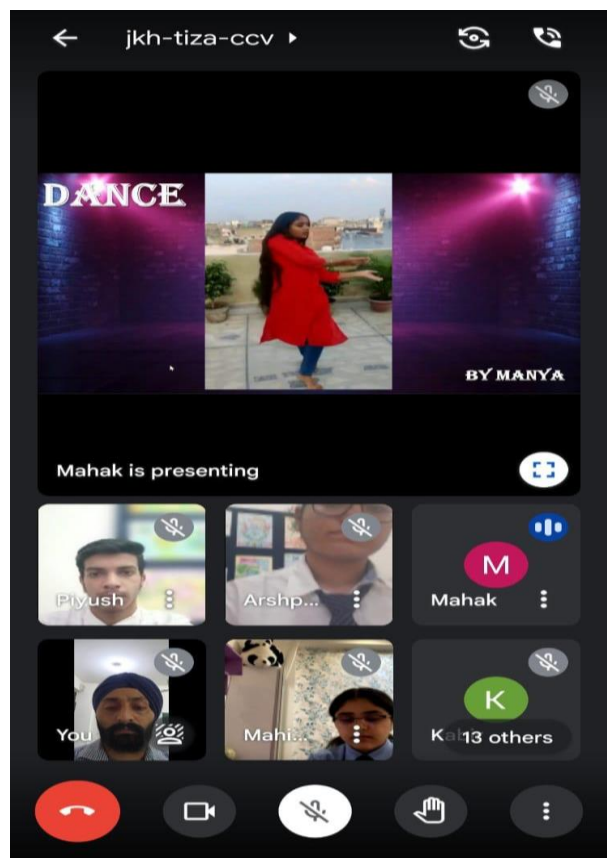 jkh-tiza-ccv
DANCE
BY MANYA
Mahak is presenting
Piyush
Arshp...
M
Mahak
You
Mahi...
K
13 others